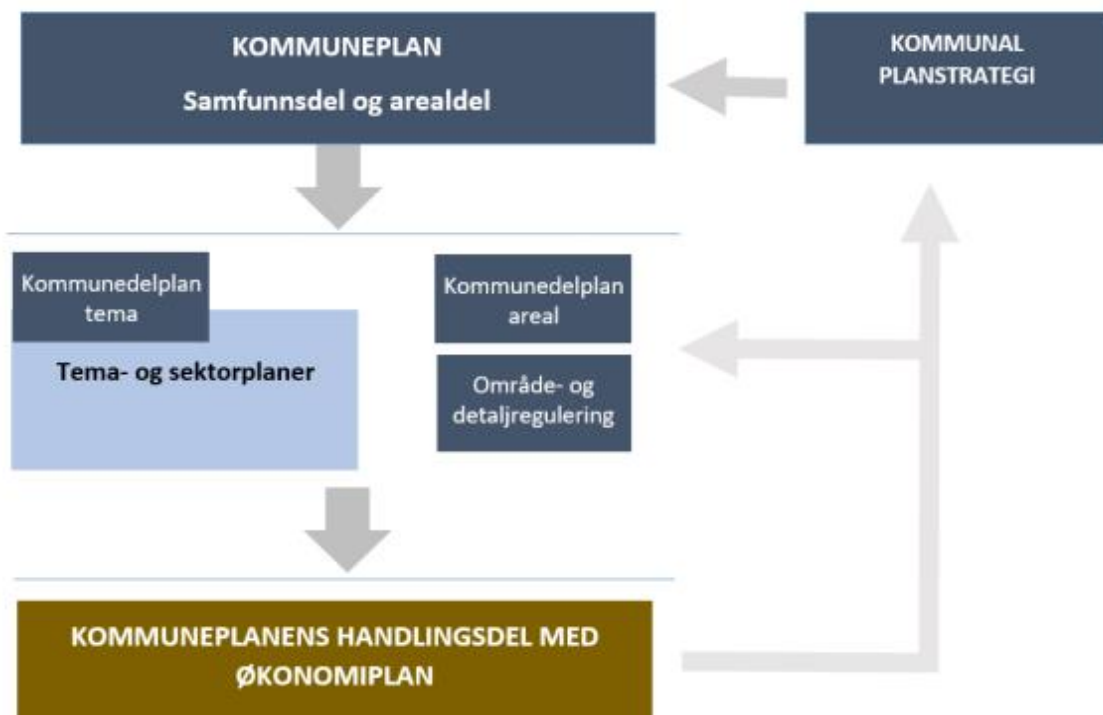 KOMMUNEPLAN
Samfunnsdel og arealdel
KOMMUNAL
PLANSTRATEGI
Kommunedelplan
tema
Tema- og sektorplaner
Kommunedelplan
areal
Område- og
detaljregulering
KOMMUNEPLANENS HANDLINGSDEL MED
ØKONOMIPLAN